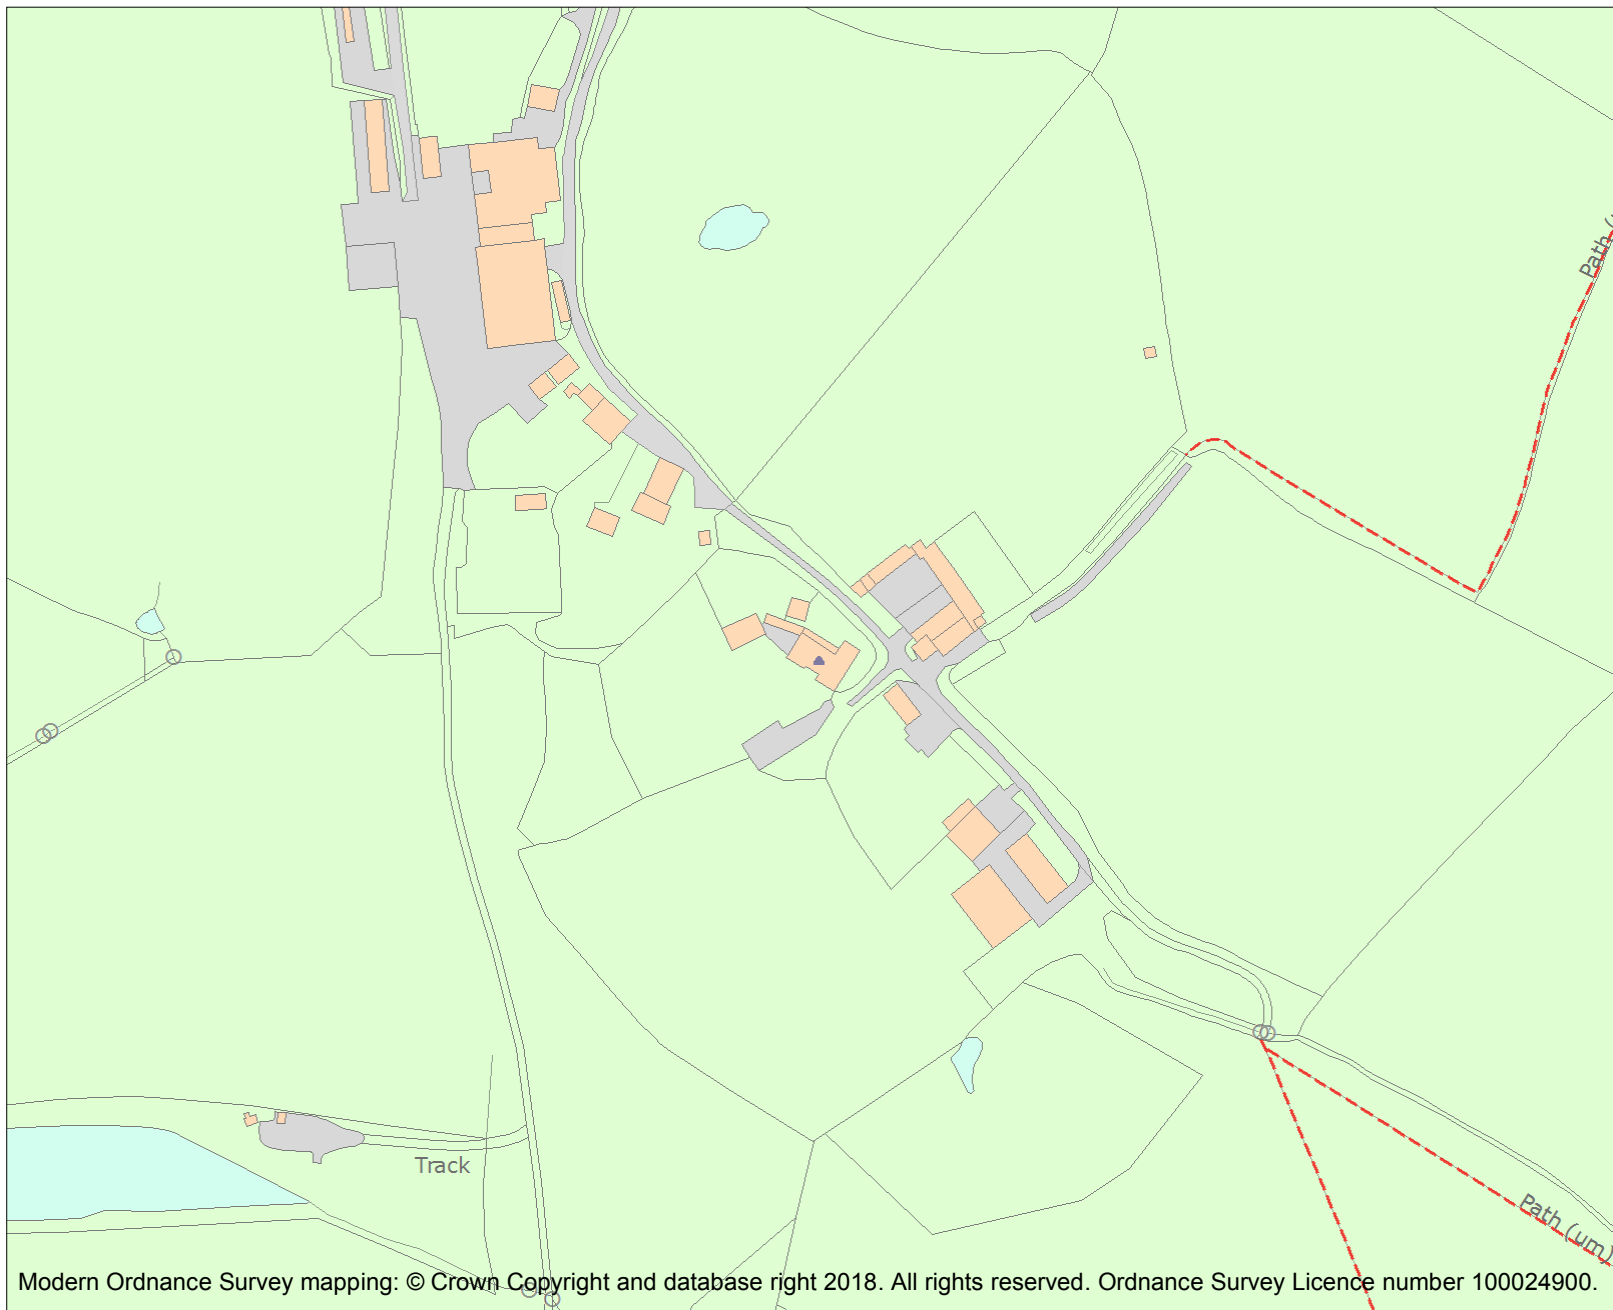 Path (u
Track
Path (um)
Modern Ordnance Survey mapping: © Crown Copyright and database right 2018. All rights reserved. Ordnance Survey Licence number 100024900.